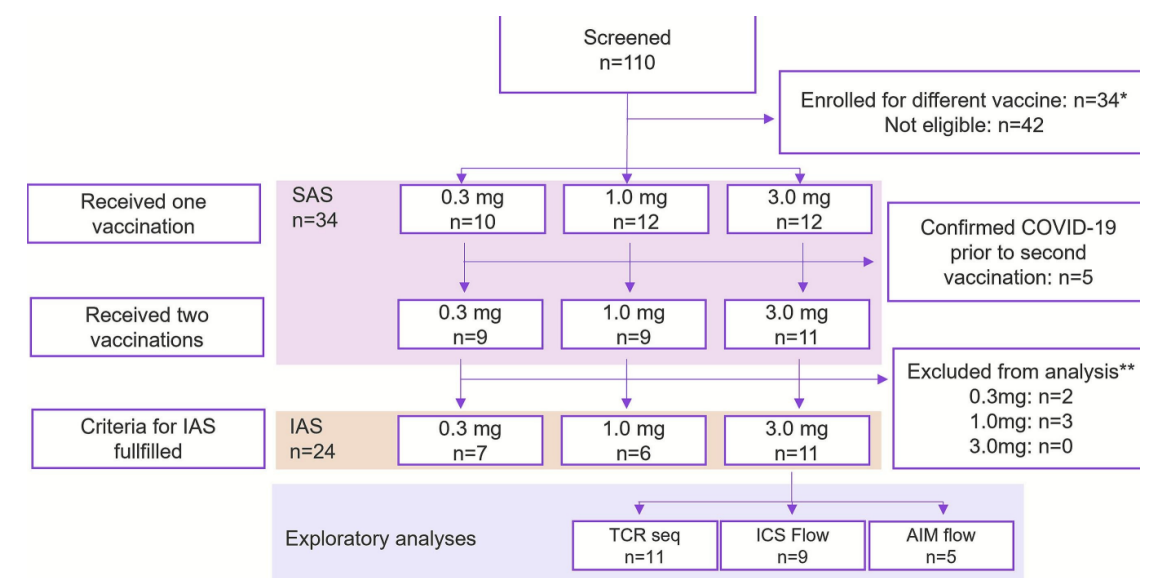 Screened
n=110
Enrolled for different vaccine: n=34*
Not eligible: n=42
Received one
vaccination
SAS
n=34
0.3 mg
n=10
1.0 mg
n=12
3.0 mg
n=12
Confirmed COVID-19
prior to second
vaccination: n=5
Received two
vaccinations
0.3 mg
n=9
1.0 mg
n=9
3.0 mg
n=11
Excluded from analysis**
0.3mg: n=2
1.0mg: n=3
3.0mg: n=0
Criteria for IAS
fullfilled
IAS
n=24
0.3 mg
n=7
1.0 mg
n=6
3.0 mg
n=11
Exploratory analyses
TCR seq
n=11
ICS Flow
n=9
AIM flow
n=5